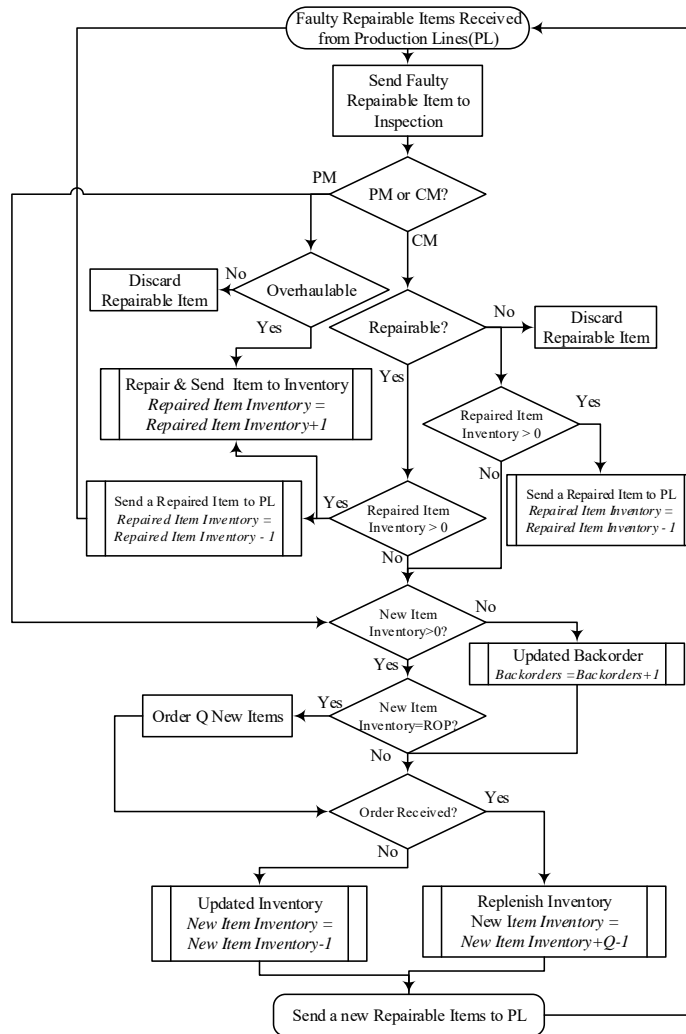 Faulty Repairable Items Received
from Production Lines(PL)
Send Faulty
Repairable Item to
Inspection
PM
PM or CM?
CM
No
Overhaulable
Discard
Repairable Item
Yes
Repairable?
No
Discard
Repairable Item
Yes
Repair & Send Item to Inventory
Repaired Item Inventory =
Repaired Item Inventory+1
Repaired Item
Inventory > 0
Yes
No
Send a Repaired Item to PL
Repaired Item Inventory =
Repaired Item Inventory - 1
Yes
Repaired Item
Inventory > 0
Send a Repaired Item to PL
Repaired Item Inventory =
Repaired Item Inventory - 1
No
New Item
Inventory>0?
No
Yes
Updated Backorder
Backorders =Backorders+1
Order Q New Items
Yes
New Item
Inventory=ROP?
No
Order Received?
Yes
No
Updated Inventory
New Item Inventory =
New Item Inventory-1
Replenish Inventory
New Item Inventory =
New Item Inventory+Q-1
Send a new Repairable Items to PL